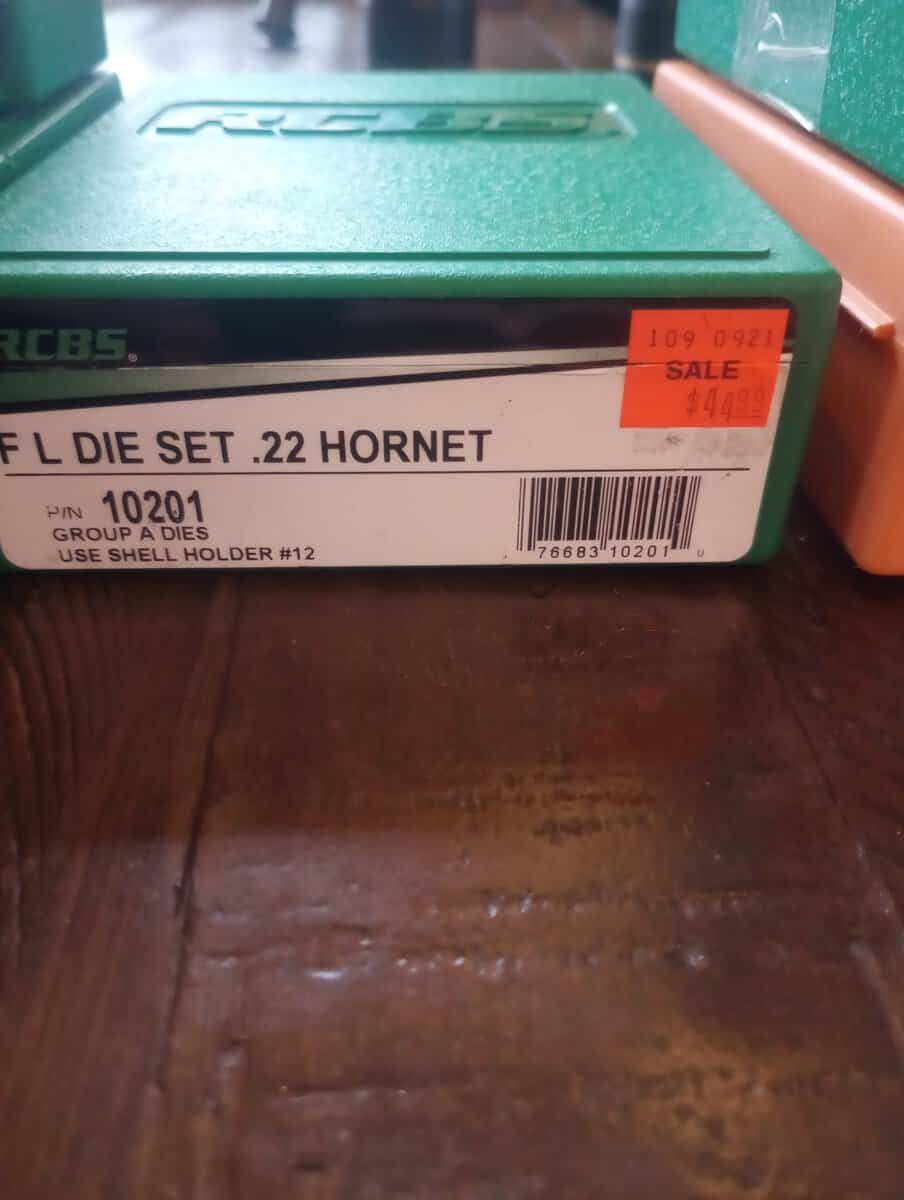 RCBS.
RCBS®
109 0921
SALE
$44.99
F L DIE SET .22 HORNET
P/N 10201
GROUP A DIES
USE SHELL HOLDER #12
76683 10201